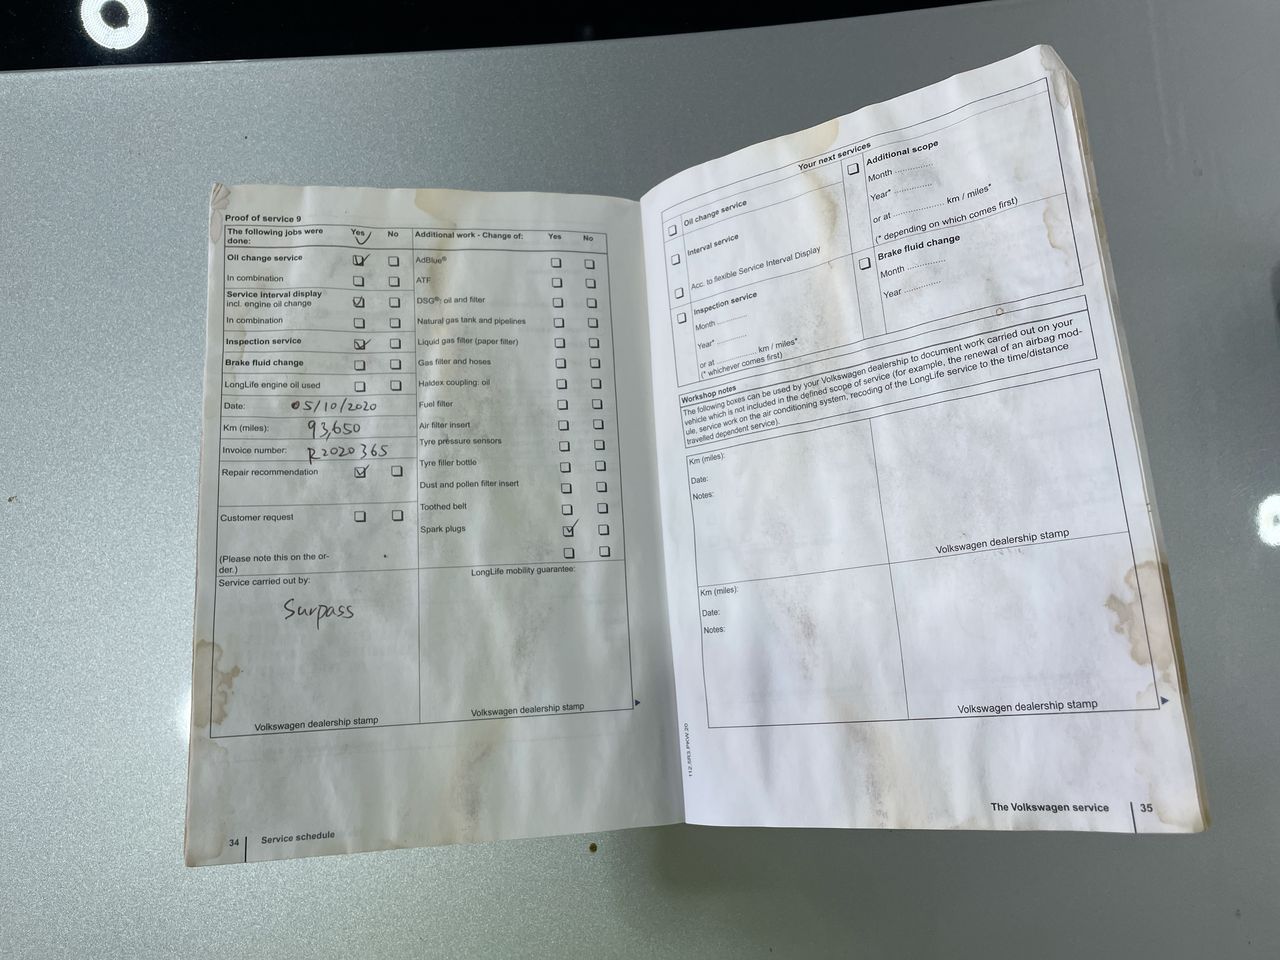 Proof of service 9
The following jobs were done:
Yes
No
Additional work - Change of:
Yes
No
Oil change service
AdBlue®
In combination
ATF
Service interval display
incl. engine oil change
DSG®: oil and filter
In combination
Natural gas tank and pipelines
Inspection service
Liquid gas filter (paper filter)
Brake fluid change
Gas filter and hoses
LongLife engine oil used
Haldex coupling: oil
Date: 05/10/2020
Fuel filter
Km (miles): 93,650
Air filter insert
Invoice number: R2020365
Tyre pressure sensors
Repair recommendation
Tyre filler bottle
Dust and pollen filter insert
Customer request
Toothed belt
Spark plugs
(Please note this on the or-
der.)
Service carried out by:
LongLife mobility guarantee:
Surpass
Volkswagen dealership stamp
Volkswagen dealership stamp
34
Service schedule
Your next services
Oil change service
Interval service
Acc. to flexible Service Interval Display
Inspection service
Month ............
Year* ............
or at ................ km / miles*
(* whichever comes first)
Additional scope
Month ..............
Year* ..............
or at .................... km / miles*
(* depending on which comes first)
Brake fluid change
Month ..............
Year ..............
Workshop notes
The following boxes can be used by your Volkswagen dealership to document work carried out on your
vehicle which is not included in the defined scope of service (for example, the renewal of an airbag mod-
ule, service work on the air conditioning system, recoding of the LongLife service to the time/distance
travelled dependent service).
Km (miles):
Date:
Notes:
Volkswagen dealership stamp
Km (miles):
Date:
Notes:
Volkswagen dealership stamp
112.5R3.PKW.20
The Volkswagen service
35